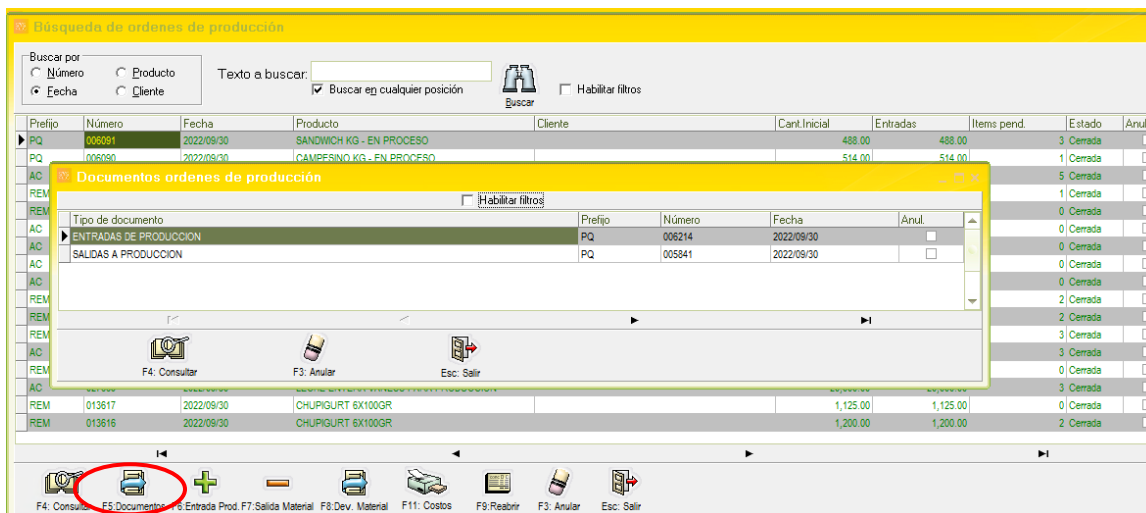 Búsqueda de ordenes de producción
Buscar por
Número Producto
Fecha Cliente
Texto a buscar:
Buscar en cualquier posición
Buscar
Habilitar filtros
Prefijo Número Fecha Producto Cliente Cant.Inicial Entradas Items pend. Estado Anul
PQ 006091 2022/09/30 SANDWICH KG - EN PROCESO 488.00 488.00 3 Cerrada
PQ 006090 2022/09/30 CAMPESINO KG - EN PROCESO 514.00 514.00 1 Cerrada
AC 5 Cerrada
REM 1 Cerrada
REM 0 Cerrada
AC 0 Cerrada
AC 0 Cerrada
AC 0 Cerrada
AC 0 Cerrada
REM 2 Cerrada
REM 2 Cerrada
REM 3 Cerrada
AC 3 Cerrada
REM 0 Cerrada
AC 3 Cerrada
REM 013617 2022/09/30 CHUPIGURT 6X100GR 1,125.00 1,125.00 0 Cerrada
REM 013616 2022/09/30 CHUPIGURT 6X100GR 1,200.00 1,200.00 2 Cerrada
Documentos ordenes de producción
Habilitar filtros
Tipo de documento Prefijo Número Fecha Anul.
ENTRADAS DE PRODUCCION PQ 006214 2022/09/30
SALIDAS A PRODUCCION PQ 005841 2022/09/30
F4: Consultar F3: Anular Esc: Salir
F4: Consultar F5:Documentos F6:Entrada Prod. F7:Salida Material F8:Dev. Material F11: Costos F9:Reabrir F3: Anular Esc: Salir